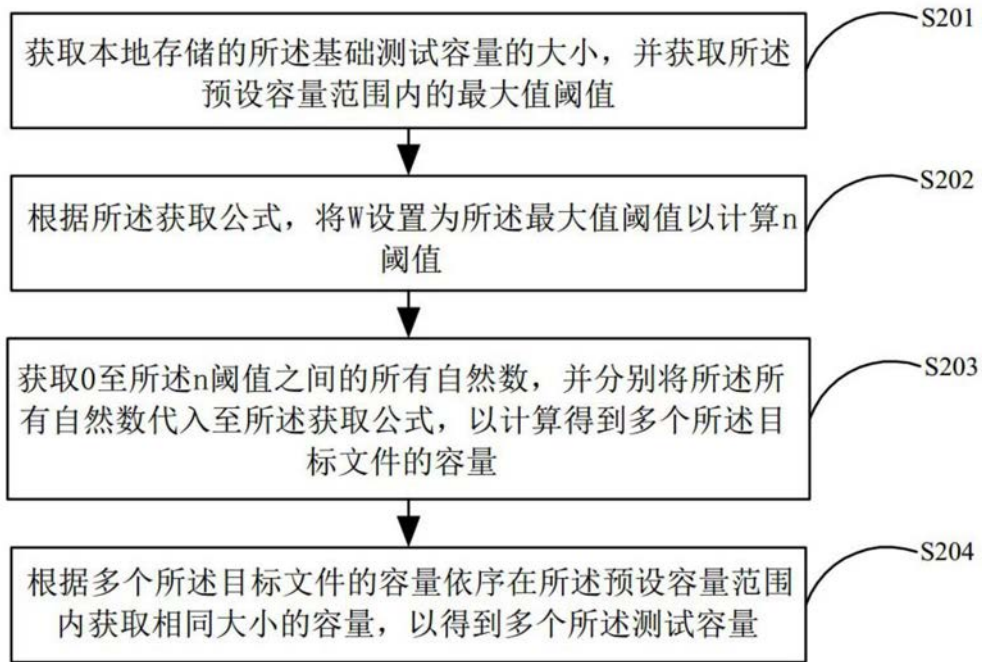 S201
获取本地存储的所述基础测试容量的大小，并获取所述
预设容量范围内的最大值阈值
S202
根据所述获取公式，将W设置为所述最大值阈值以计算n
阈值
S203
获取0至所述n阈值之间的所有自然数，并分别将所述所
有自然数代入至所述获取公式，以计算得到多个所述目
标文件的容量
S204
根据多个所述目标文件的容量依序在所述预设容量范围
内获取相同大小的容量，以得到多个所述测试容量